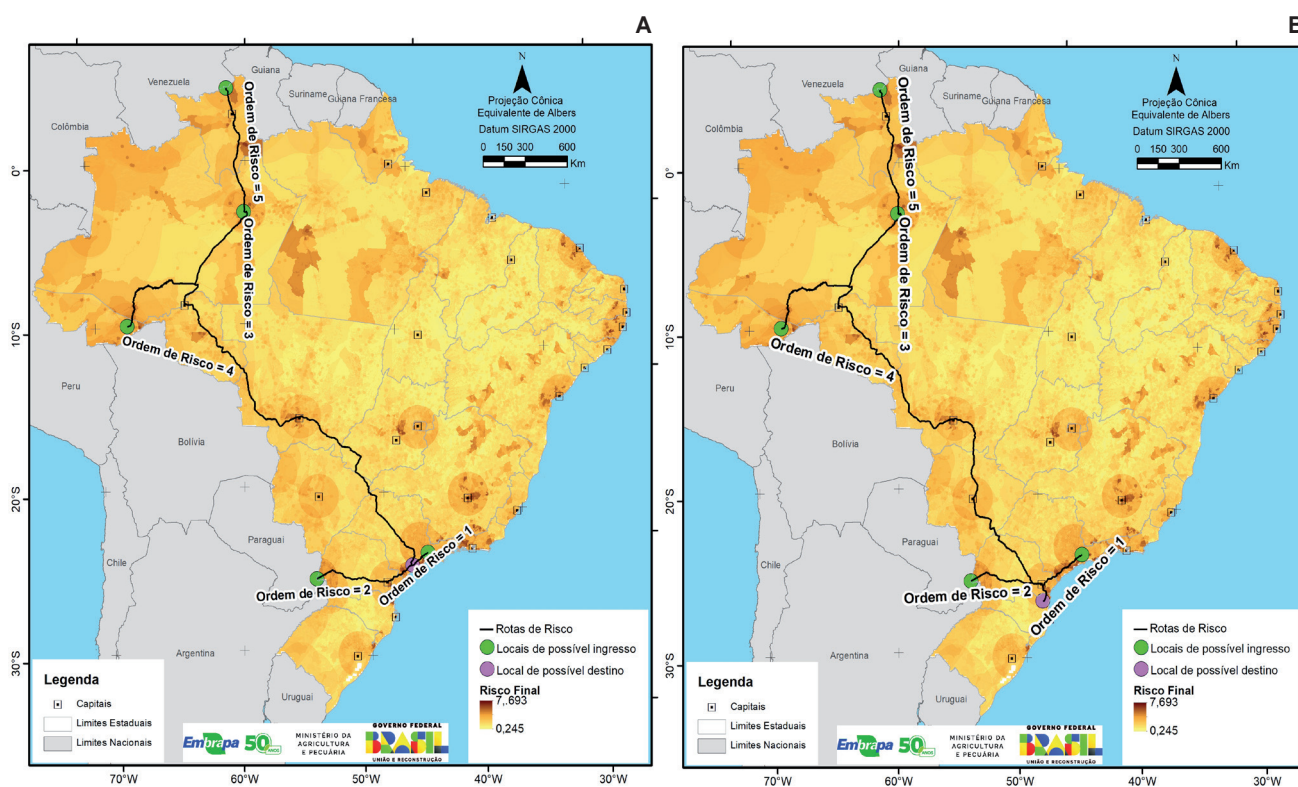 A
N
Projeção Cônica
Equivalente de Albers
Datum SIRGAS 2000
0 150 300 600
Km
Venezuela
Guiana
Suriname
Guiana Francesa
Colômbia
Peru
Bolívia
Paraguai
Chile
Argentina
Uruguai
Ordem de Risco = 5
Ordem de Risco = 3
Ordem de Risco = 4
Ordem de Risco = 2
Ordem de Risco = 1
0°
10°S
20°S
30°S
70°W
60°W
50°W
40°W
30°W
Legenda
Capitais
Limites Estaduais
Limites Nacionais
Rotas de Risco
Locais de possível ingresso
Local de possível destino
Risco Final
7,.693
0,245
Embrapa 50 ANOS
MINISTÉRIO DA
AGRICULTURA
E PECUÁRIA
GOVERNO FEDERAL
BRASIL
UNIÃO E RECONSTRUÇÃO
B
N
Projeção Cônica
Equivalente de Albers
Datum SIRGAS 2000
0 150 300 600
Km
Venezuela
Guiana
Suriname
Guiana Francesa
Colômbia
Peru
Bolívia
Paraguai
Chile
Argentina
Uruguai
Ordem de Risco = 5
Ordem de Risco = 3
Ordem de Risco = 4
Ordem de Risco = 2
Ordem de Risco = 1
0°
10°S
20°S
30°S
70°W
60°W
50°W
40°W
30°W
Legenda
Capitais
Limites Estaduais
Limites Nacionais
Rotas de Risco
Locais de possível ingresso
Local de possível destino
Risco Final
7,693
0,245
Embrapa 50 ANOS
MINISTÉRIO DA
AGRICULTURA
E PECUÁRIA
GOVERNO FEDERAL
BRASIL
UNIÃO E RECONSTRUÇÃO